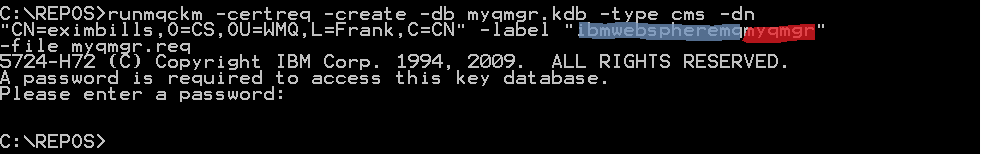 C:\REPOS>runmqckm -certreq -create -db myqmgr.kdb -type cms -dn
"CN=eximbills,O=CS,OU=WMQ,L=Frank,C=CN" -label "ibmwebspheremqmyqmgr"
-file myqmgr.req
5724-H72 (C) Copyright IBM Corp. 1994, 2009.  ALL RIGHTS RESERVED.
A password is required to access this key database.
Please enter a password:
C:\REPOS>